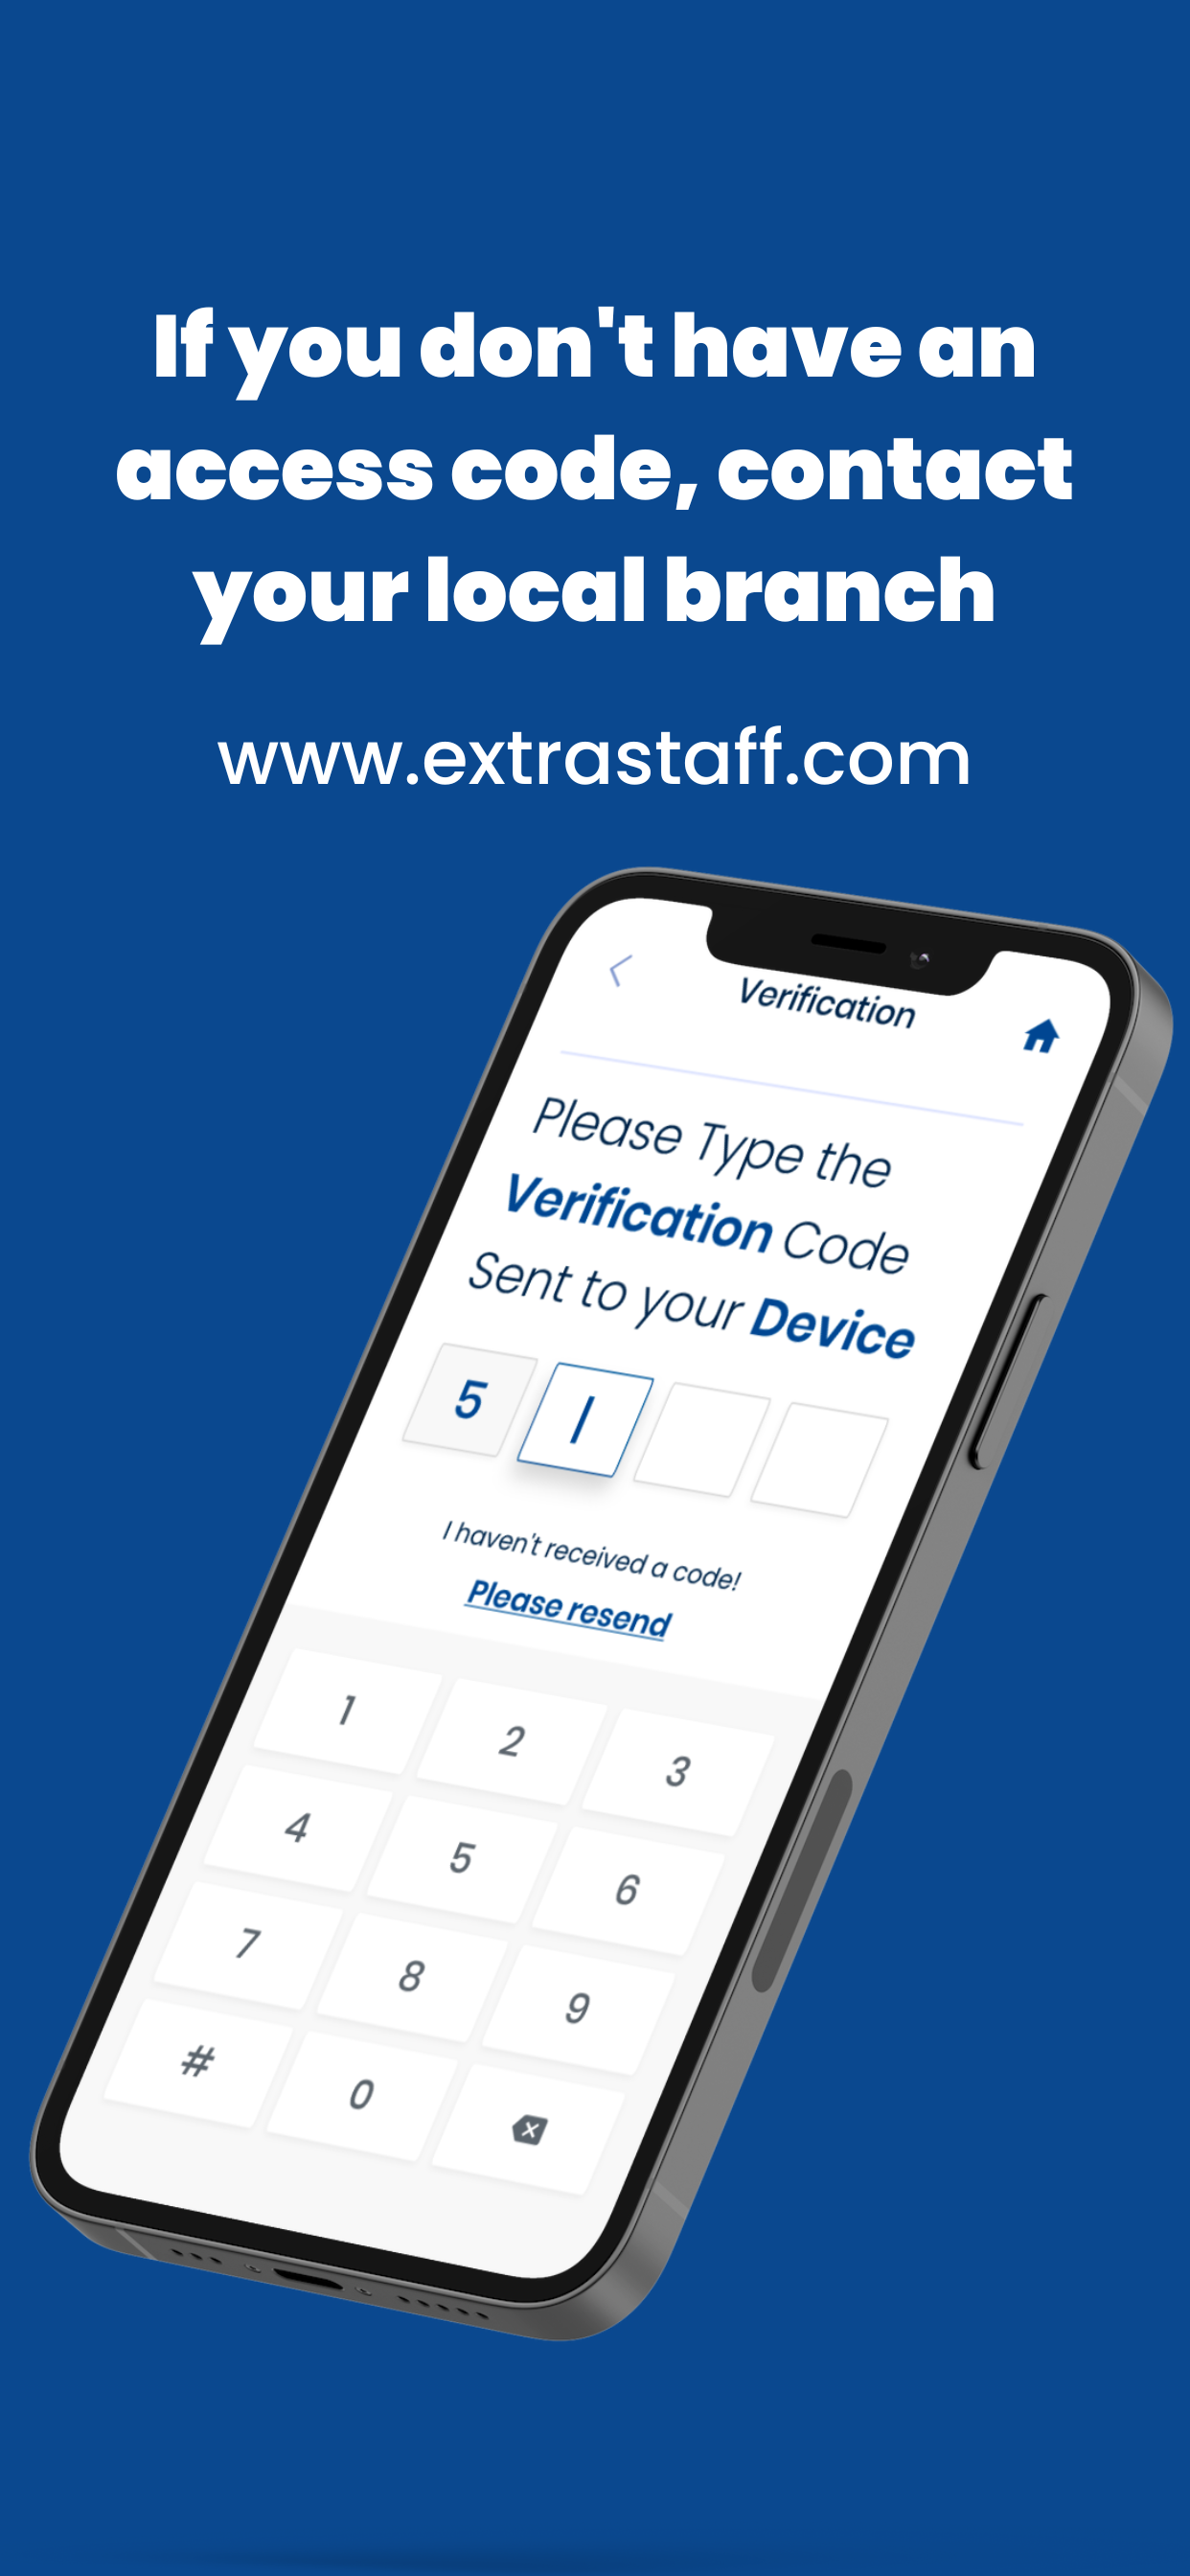 If you don't have an
access code, contact
your local branch
www.extrastaff.com
Verification
Please Type the
Verification Code
Sent to your Device
5
I haven't received a code!
Please resend
1 2 3
4 5 6
7 8 9
# 0